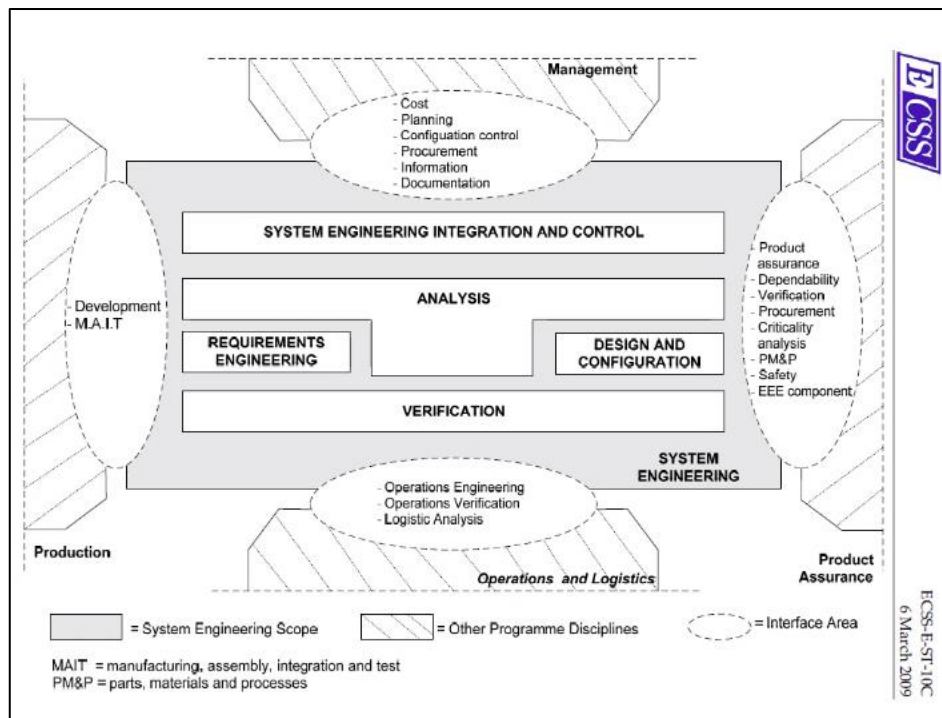 Management
- Cost
- Planning
- Configuation control
- Procurement
- Information
- Documentation
SYSTEM ENGINEERING INTEGRATION AND CONTROL
ANALYSIS
REQUIREMENTS
ENGINEERING
DESIGN AND
CONFIGURATION
VERIFICATION
SYSTEM
ENGINEERING
- Development
- M.A.I.T
- Product
assurance
- Dependability
- Verification
- Procurement
- Criticality
analysis
- PM&P
- Safety
- EEE component
- Operations Engineering
- Operations Verification
- Logistic Analysis
Production
Operations and Logistics
Product
Assurance
= System Engineering Scope
= Other Programme Disciplines
= Interface Area
MAIT = manufacturing, assembly, integration and test
PM&P = parts, materials and processes
ECSS
ECSS-E-ST-10C
6 March 2009